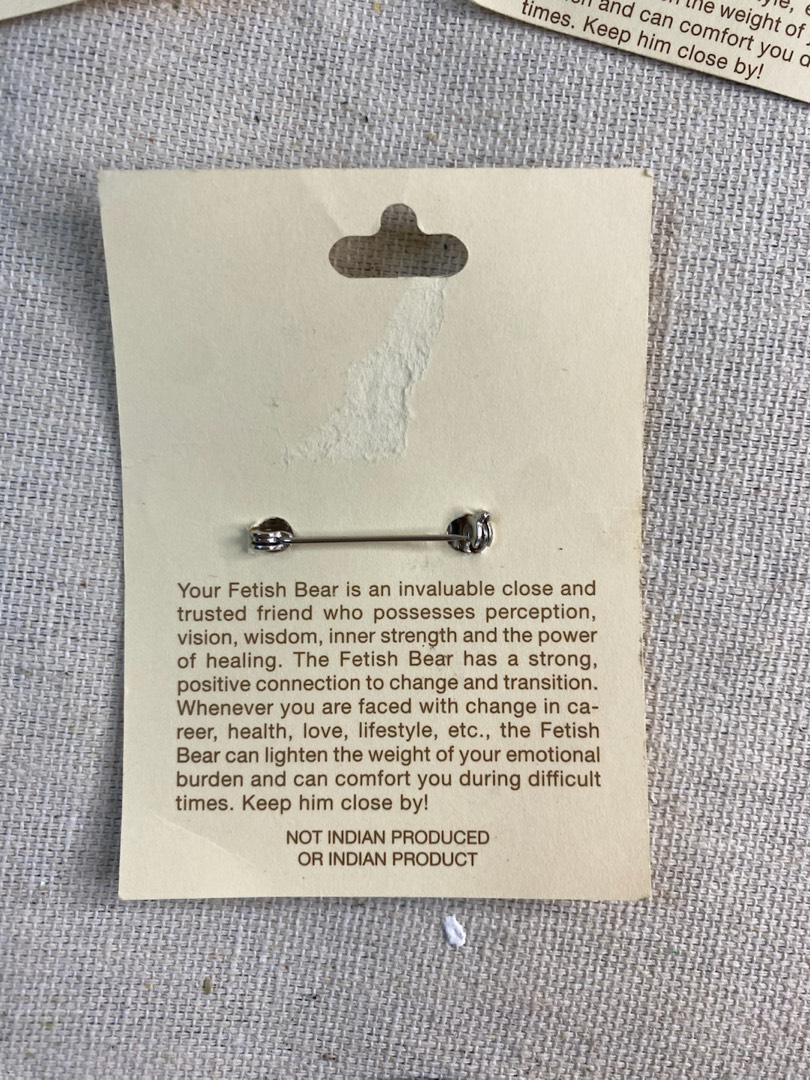 the weight of
and can comfort you
times. Keep him close by!
Your Fetish Bear is an invaluable close and
trusted friend who possesses perception,
vision, wisdom, inner strength and the power
of healing. The Fetish Bear has a strong,
positive connection to change and transition.
Whenever you are faced with change in ca-
reer, health, love, lifestyle, etc., the Fetish
Bear can lighten the weight of your emotional
burden and can comfort you during difficult
times. Keep him close by!
NOT INDIAN PRODUCED
OR INDIAN PRODUCT